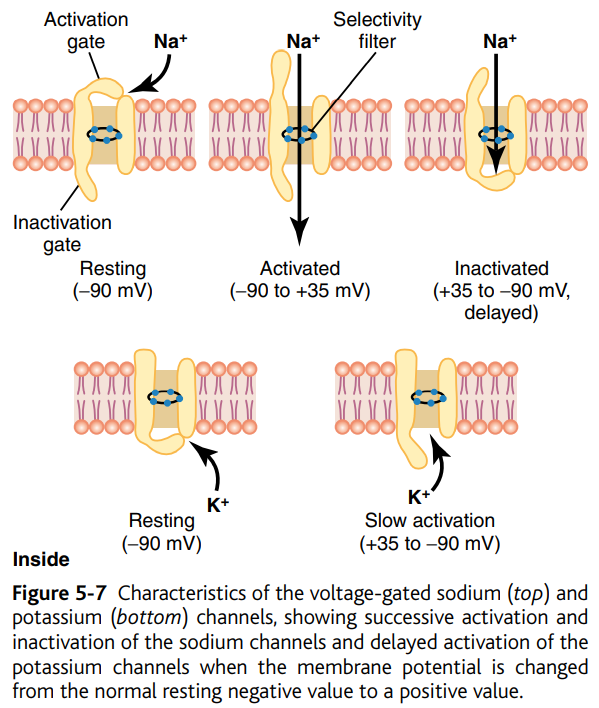 Activation
gate
Na+
Na+
Selectivity
filter
Na+
Inactivation
gate
Resting
(−90 mV)
Activated
(−90 to +35 mV)
Inactivated
(+35 to −90 mV,
delayed)
K+
Resting
(−90 mV)
K+
Slow activation
(+35 to −90 mV)
Inside
Figure 5-7 Characteristics of the voltage-gated sodium (top) and
potassium (bottom) channels, showing successive activation and
inactivation of the sodium channels and delayed activation of the
potassium channels when the membrane potential is changed
from the normal resting negative value to a positive value.